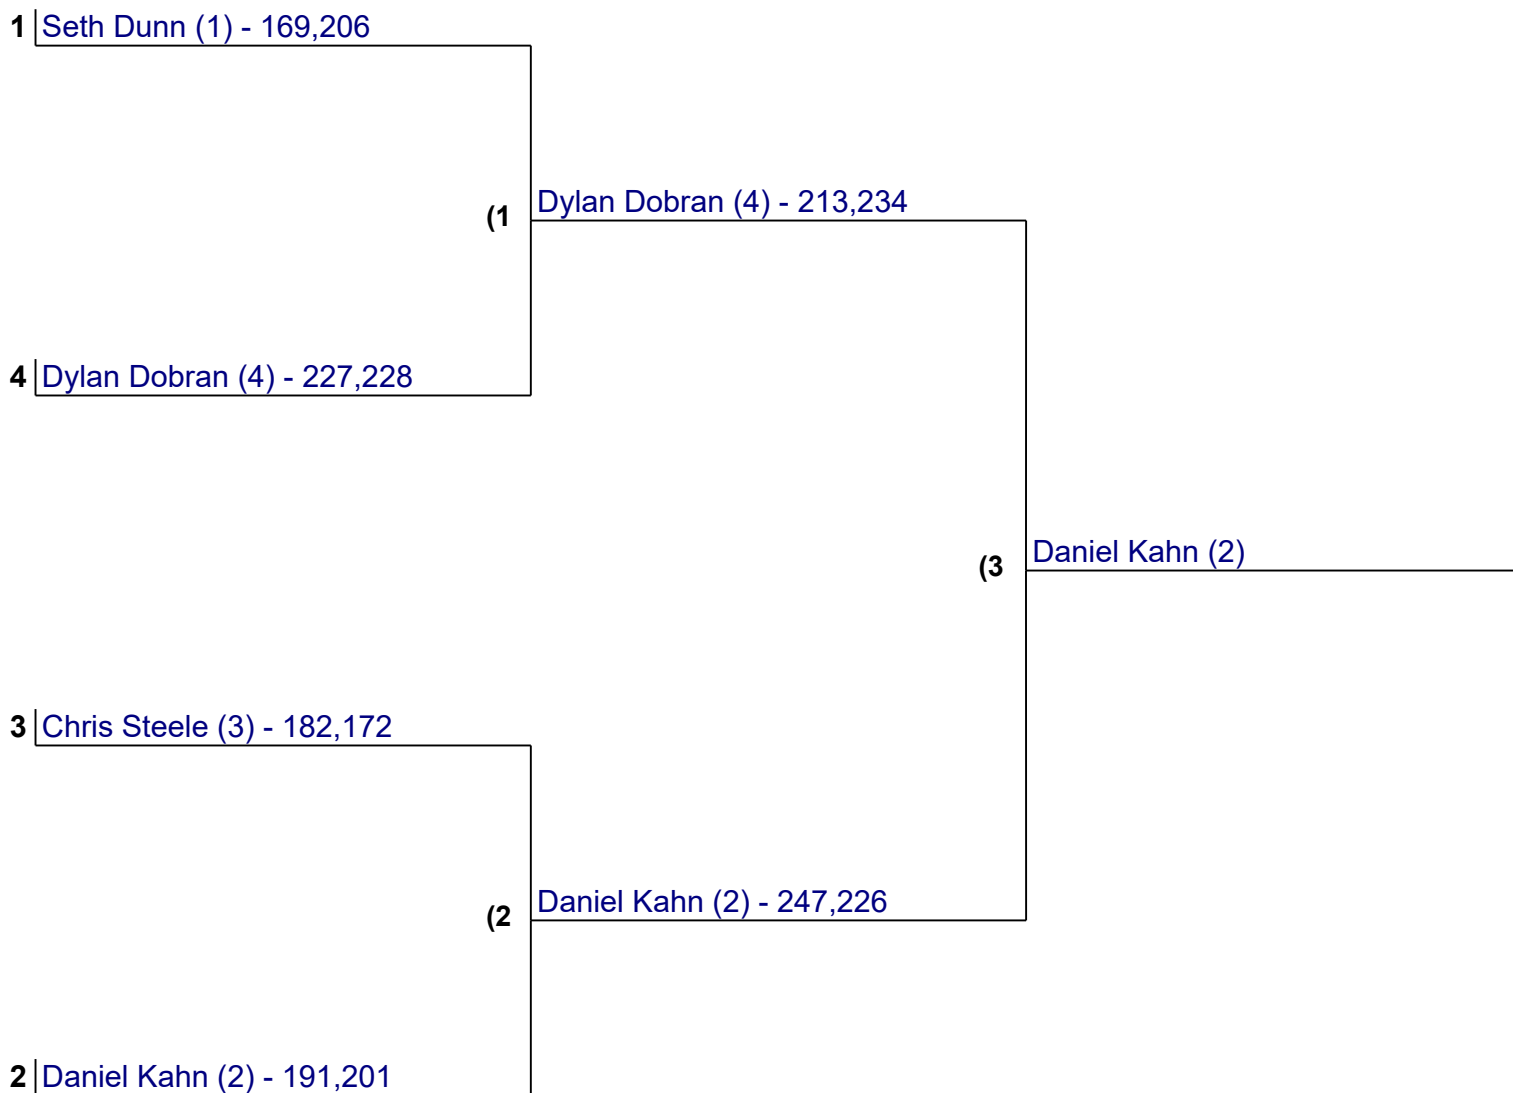 1 Seth Dunn (1) - 169,206
(1 Dylan Dobran (4) - 213,234
4 Dylan Dobran (4) - 227,228
(3 Daniel Kahn (2)
3 Chris Steele (3) - 182,172
(2 Daniel Kahn (2) - 247,226
2 Daniel Kahn (2) - 191,201